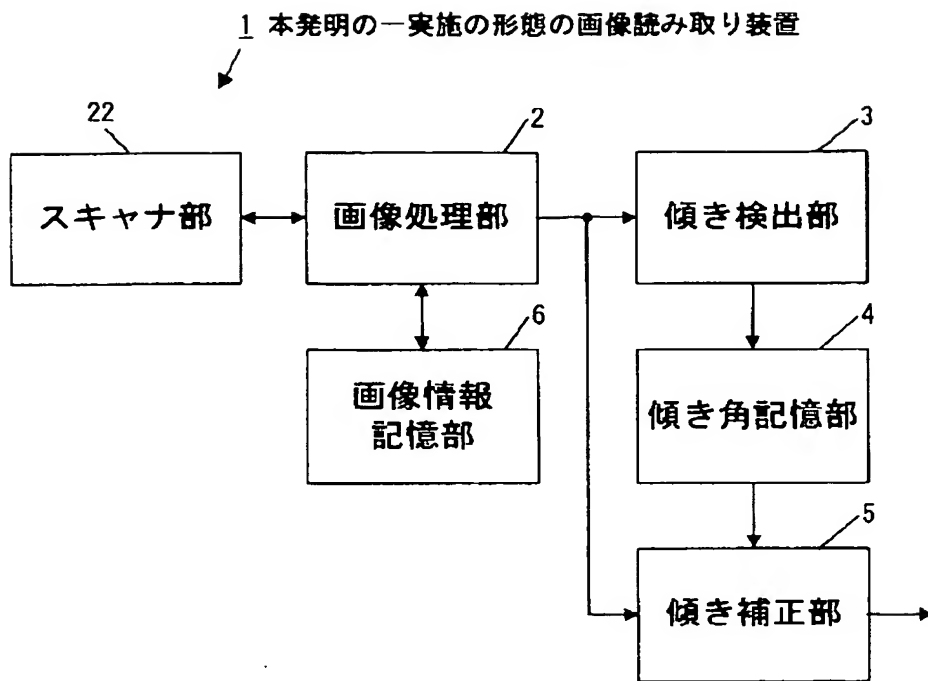 1 本発明の一実施の形態の画像読み取り装置
22
2
3
スキャナ部
画像処理部
傾き検出部
6
4
画像情報
記憶部
傾き角記憶部
5
傾き補正部